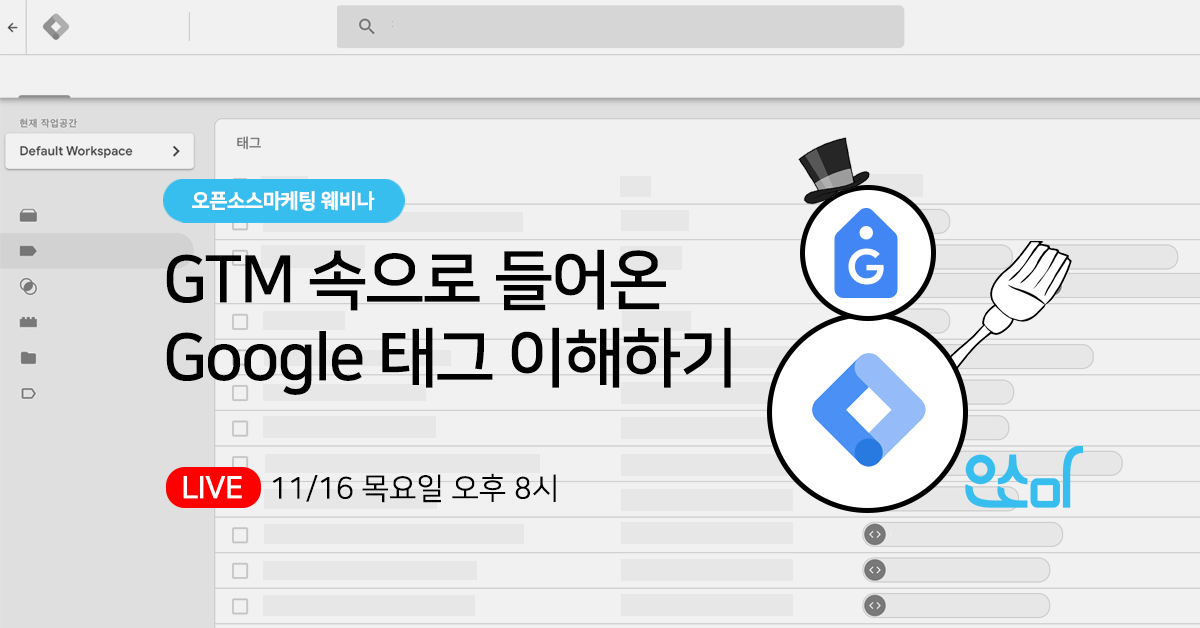 현재 작업공간
Default Workspace
태그
오픈소스마케팅 웨비나
GTM 속으로 들어온
Google 태그 이해하기
LIVE 11/16 목요일 오후 8시
G
오소마